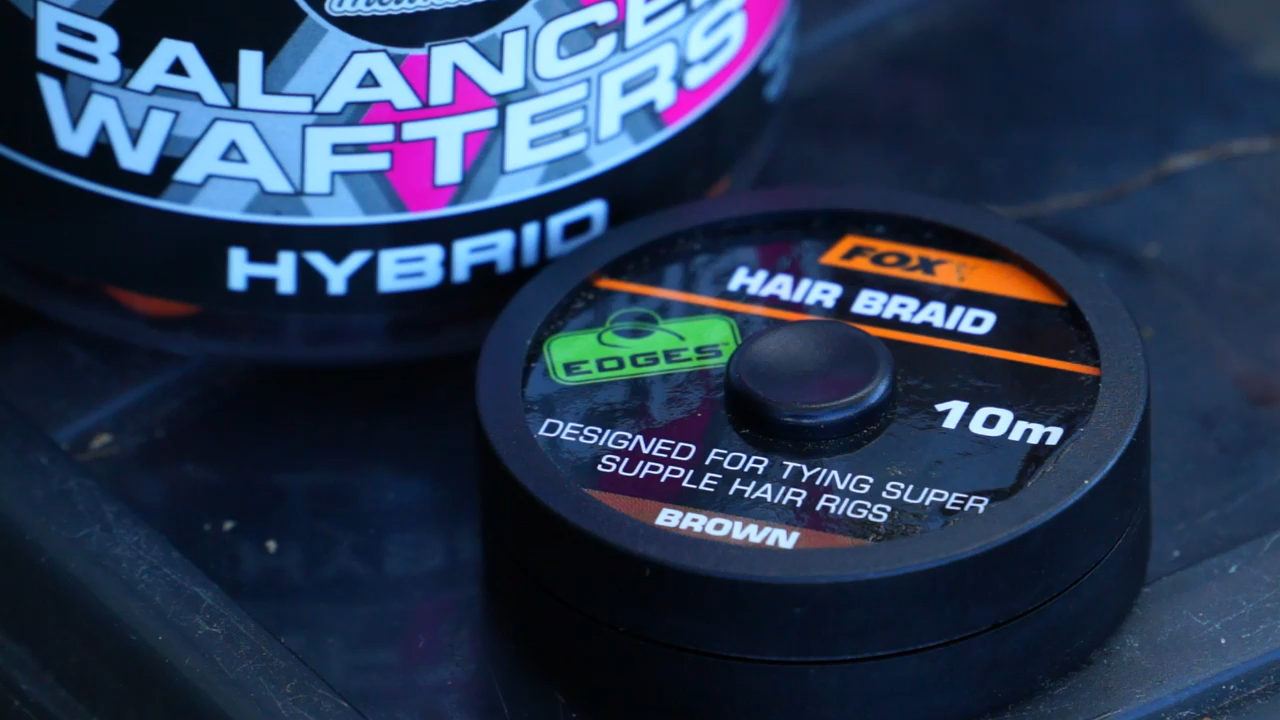 BALANCED
WAFTERS
HYBRID
FOX
HAIR BRAID
EDGES
10m
DESIGNED FOR TYING SUPER
SUPPLE HAIR RIGS
BROWN